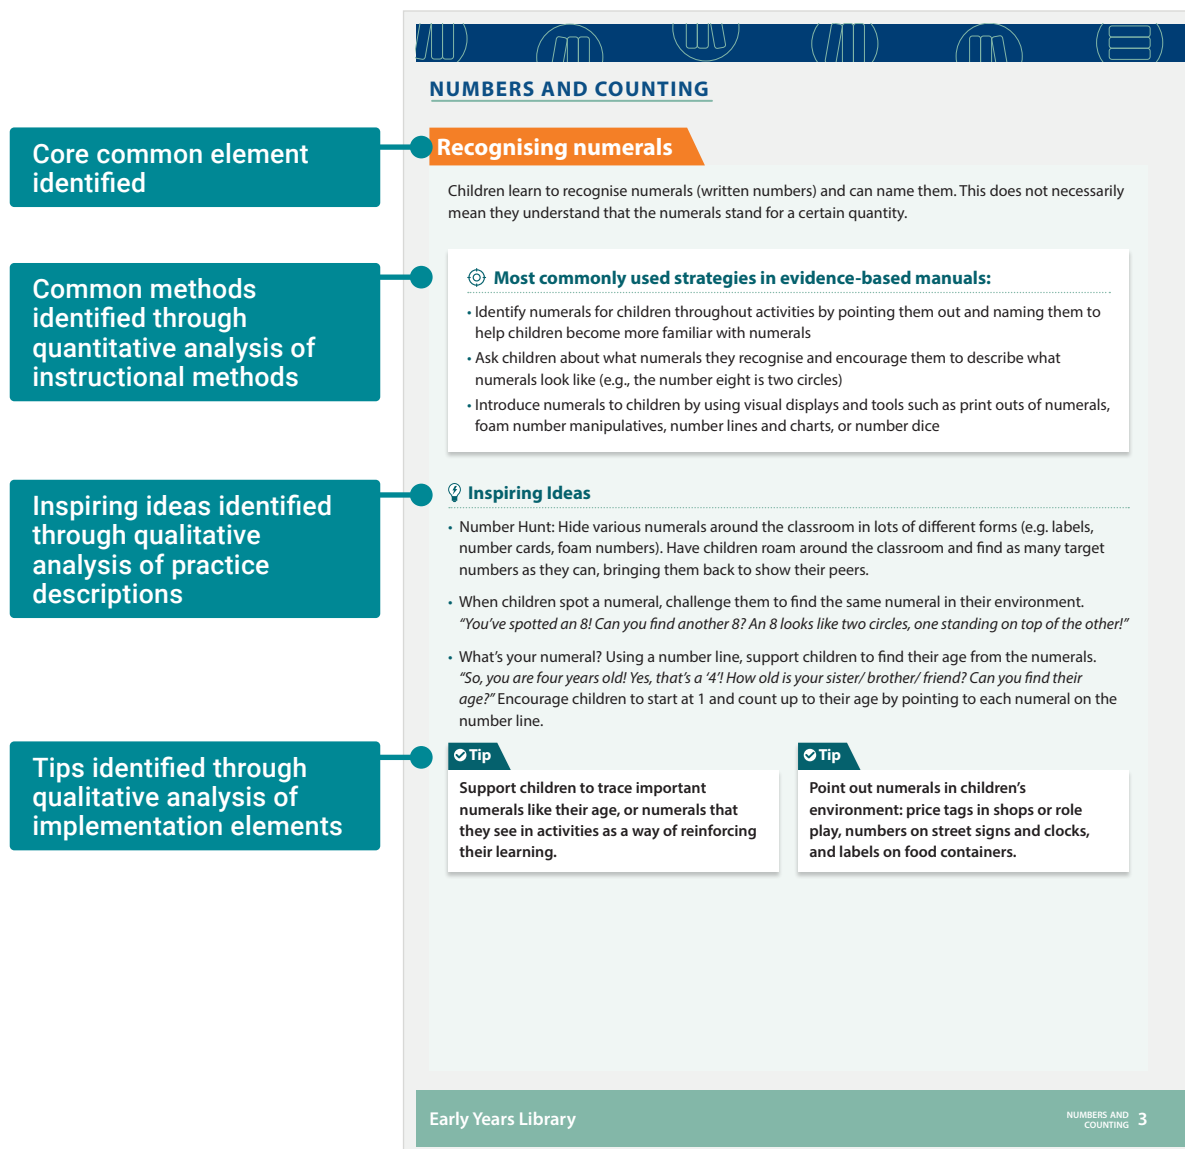 NUMBERS AND COUNTING
Core common element
identified
Recognising numerals
Children learn to recognise numerals (written numbers) and can name them. This does not necessarily
mean they understand that the numerals stand for a certain quantity.
Common methods
identified through
quantitative analysis of
instructional methods
Most commonly used strategies in evidence-based manuals:
• Identify numerals for children throughout activities by pointing them out and naming them to
help children become more familiar with numerals
• Ask children about what numerals they recognise and encourage them to describe what
numerals look like (e.g., the number eight is two circles)
• Introduce numerals to children by using visual displays and tools such as print outs of numerals,
foam number manipulatives, number lines and charts, or number dice
Inspiring ideas identified
through qualitative
analysis of practice
descriptions
Inspiring Ideas
• Number Hunt: Hide various numerals around the classroom in lots of different forms (e.g. labels,
number cards, foam numbers). Have children roam around the classroom and find as many target
numbers as they can, bringing them back to show their peers.
• When children spot a numeral, challenge them to find the same numeral in their environment.
“You’ve spotted an 8! Can you find another 8? An 8 looks like two circles, one standing on top of the other!”
• What’s your numeral? Using a number line, support children to find their age from the numerals.
“So, you are four years old! Yes, that’s a ‘4’! How old is your sister/ brother/ friend? Can you find their
age?” Encourage children to start at 1 and count up to their age by pointing to each numeral on the
number line.
Tips identified through
qualitative analysis of
implementation elements
Tip
Support children to trace important
numerals like their age, or numerals that
they see in activities as a way of reinforcing
their learning.
Tip
Point out numerals in children’s
environment: price tags in shops or role
play, numbers on street signs and clocks,
and labels on food containers.
Early Years Library
NUMBERS AND
COUNTING 3